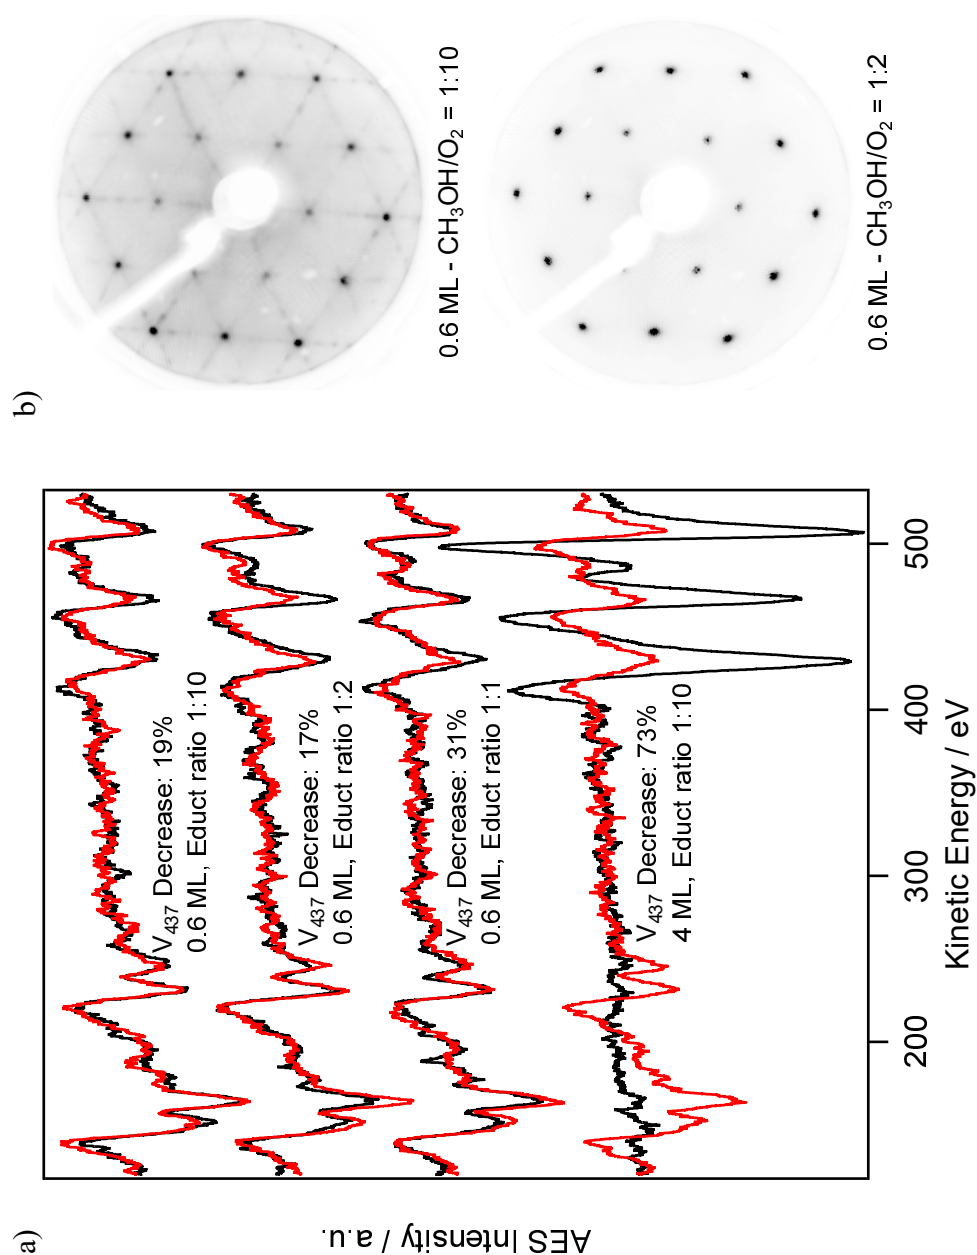 a)
AES Intensity / a.u.
V437 Decrease: 19%
0.6 ML, Educt ratio 1:10
V437 Decrease: 17%
0.6 ML, Educt ratio 1:2
V437 Decrease: 31%
0.6 ML, Educt ratio 1:1
V437 Decrease: 73%
4 ML, Educt ratio 1:10
200
300
400
500
Kinetic Energy / eV
b)
0.6 ML - CH3OH/O2 = 1:10
0.6 ML - CH3OH/O2 = 1:2